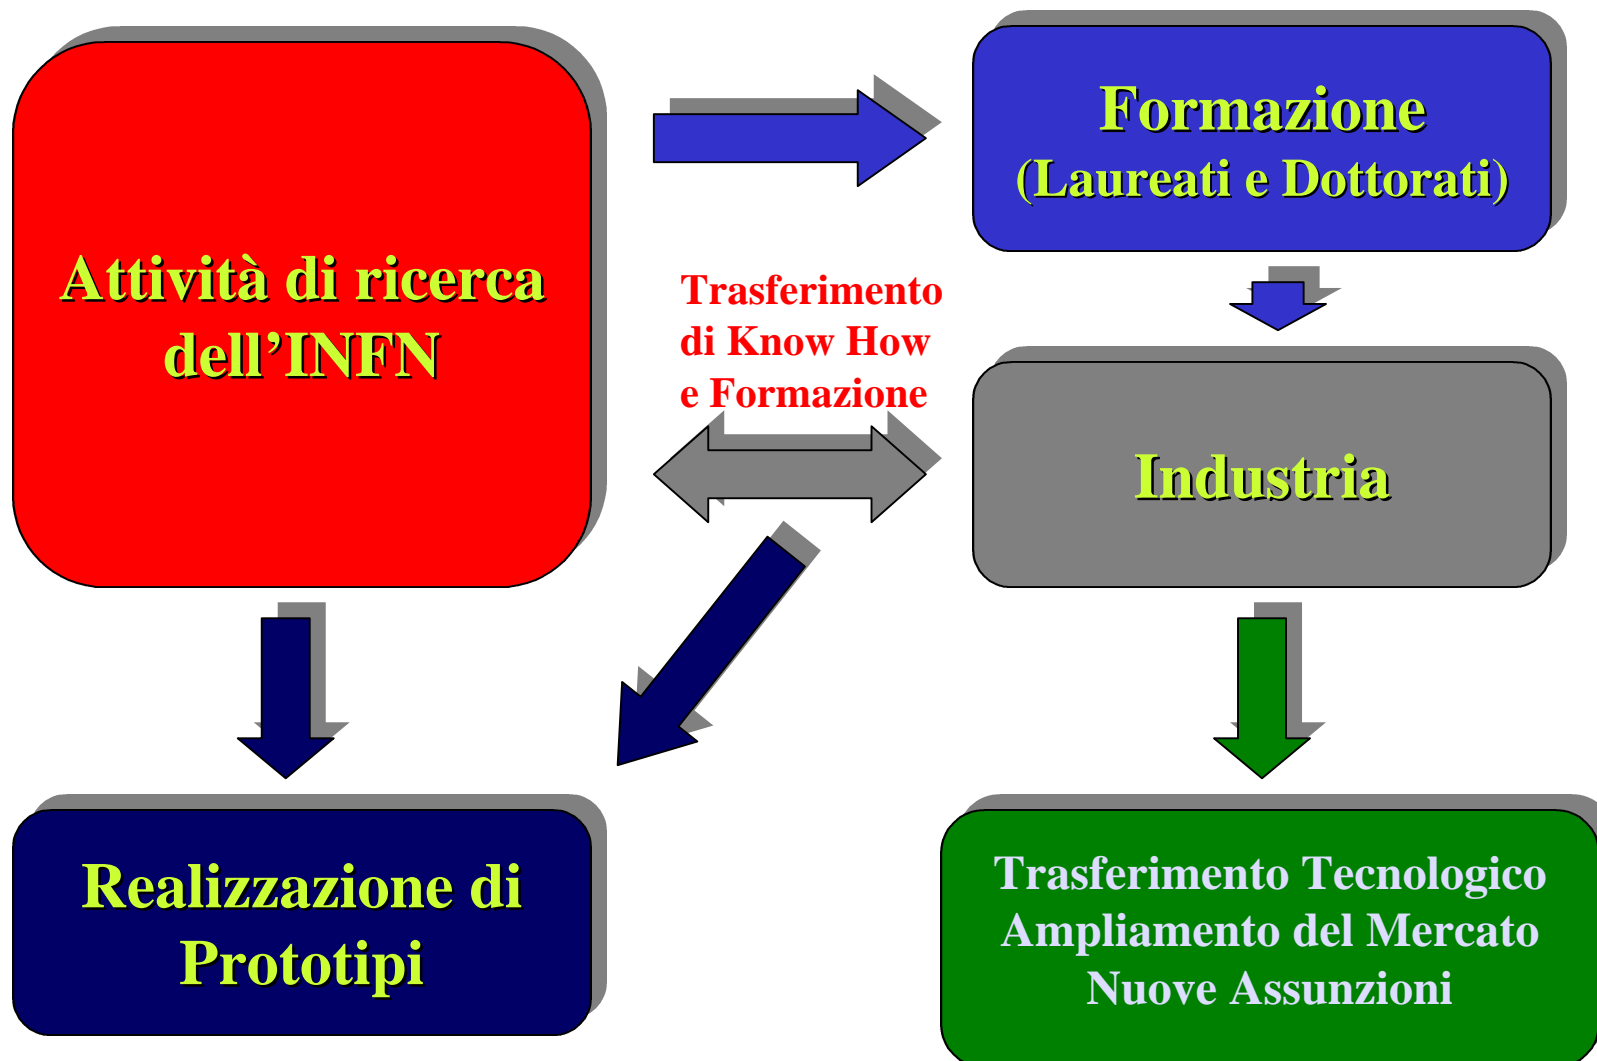 Attività di ricerca
dell’INFN
Formazione
(Laureati e Dottorati)
Trasferimento
di Know How
e Formazione
Industria
Realizzazione di
Prototipi
Trasferimento Tecnologico
Ampliamento del Mercato
Nuove Assunzioni